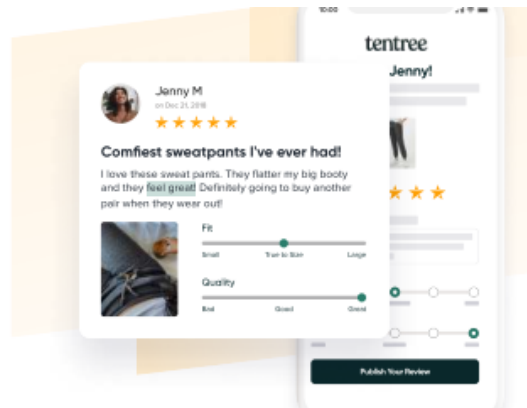 10:00
tentree
Jenny!
Jenny M
on Dec 21, 2018
Comfiest sweatpants I've ever had!
I love these sweat pants. They flatter my big booty
and they feel great! Definitely going to buy another
pair when they wear out!
Fit
Small True to Size Large
Quality
Bad Good Great
Publish Your Review